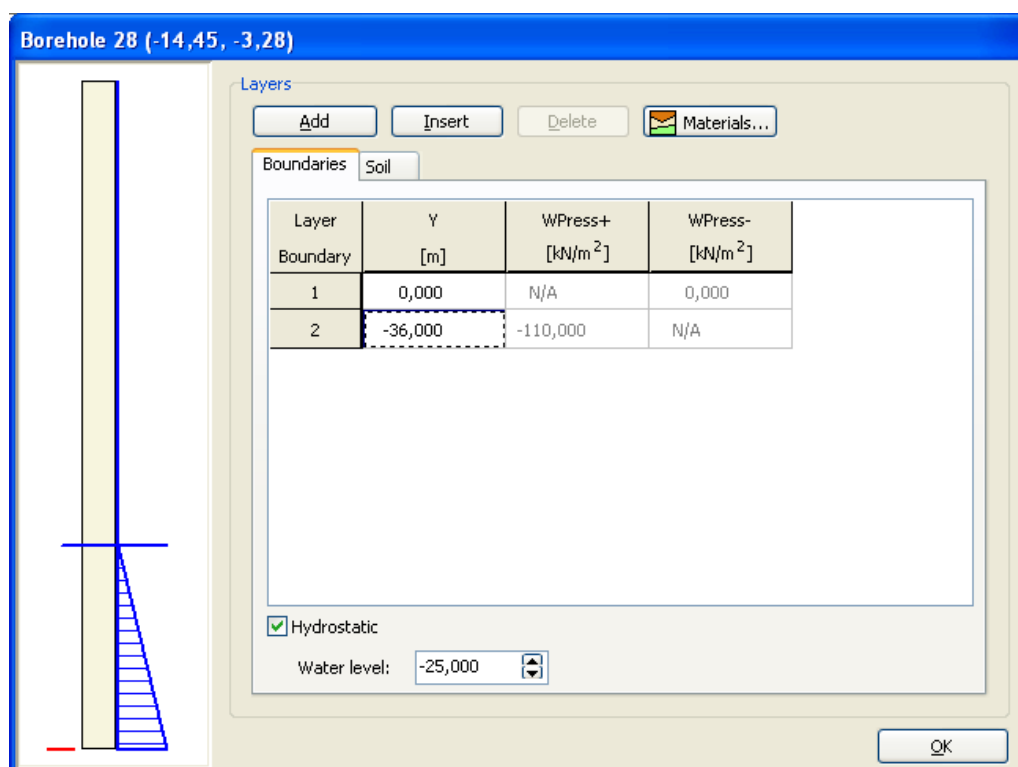 Borehole 28 (-14,45, -3,28)
Layers
Add Insert Delete Materials...
Boundaries Soil
Layer Boundary Y [m] WPress+ [kN/m²] WPress- [kN/m²]
1 0,000 N/A 0,000
2 -36,000 -110,000 N/A
Hydrostatic
Water level: -25,000
OK